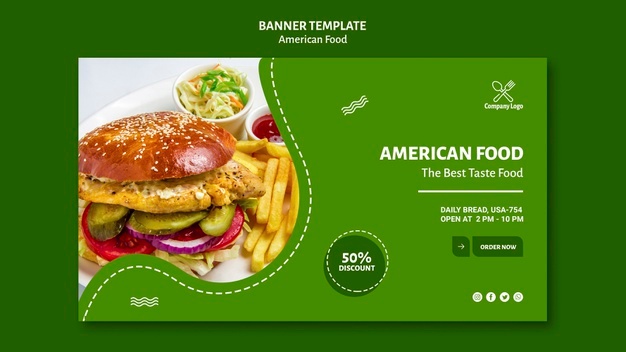 BANNER TEMPLATE
American Food
Company Logo
AMERICAN FOOD
The Best Taste Food
DAILY BREAD, USA-754
OPEN AT 2 PM - 10 PM
ORDER NOW
50%
DISCOUNT